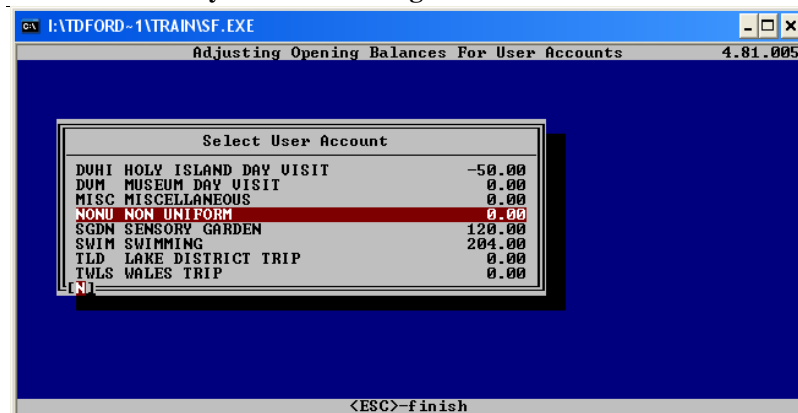 I:\TDFORD~1\TRAIN\SF.EXE
Adjusting Opening Balances For User Accounts 4.81.005
Select User Account
DVHI HOLY ISLAND DAY VISIT -50.00
DVM MUSEUM DAY VISIT 0.00
MISC MISCELLANEOUS 0.00
NONU NON UNIFORM 0.00
SGDN SENSORY GARDEN 120.00
SWIM SWIMMING 204.00
TLD LAKE DISTRICT TRIP 0.00
TWLS WALES TRIP 0.00
[N]
<ESC>-finish